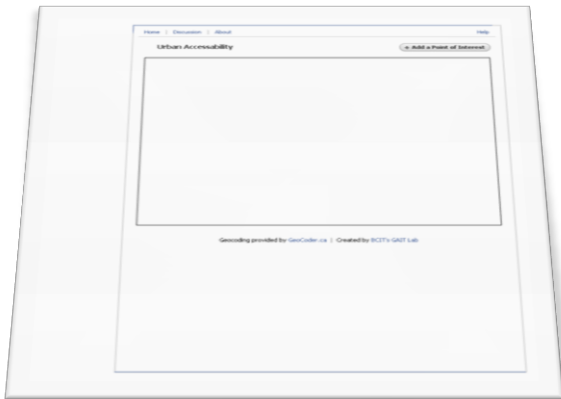 Home | Discussion | About Help
Urban Accessability + Add a Point of Interest
Geocoding provided by GeoCoder.ca | Created by BCIT's GAIT Lab